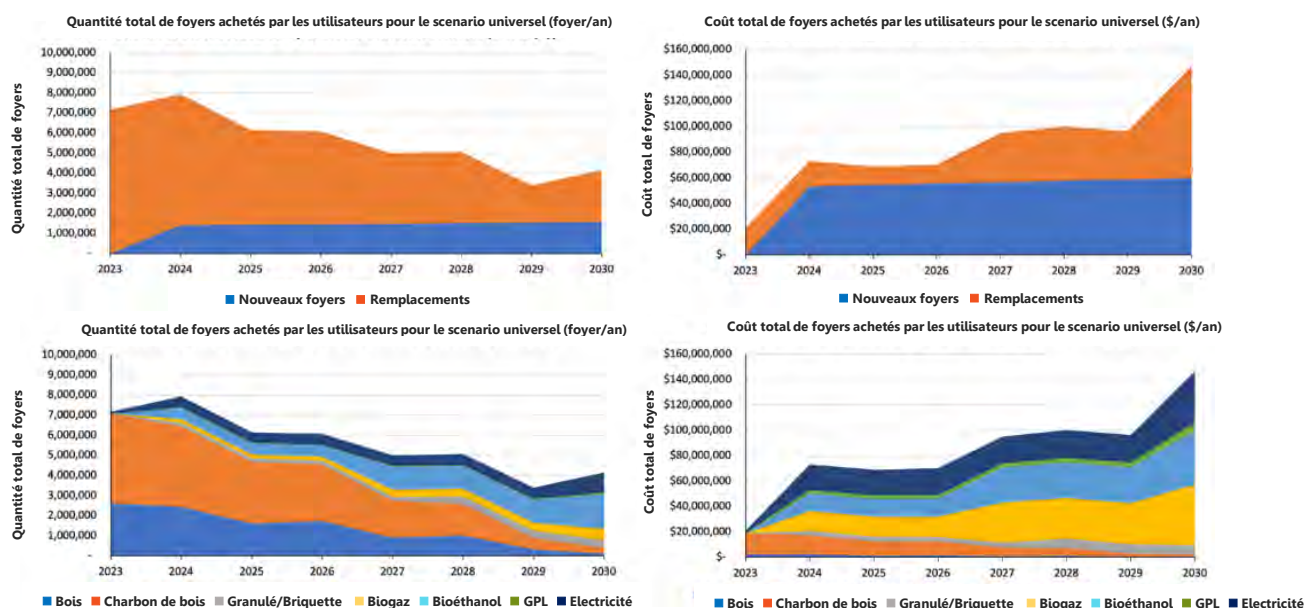 Quantité total de foyers achetés par les utilisateurs pour le scenario universel (foyer/an)
Quantité total de foyers
10,000,000
9,000,000
8,000,000
7,000,000
6,000,000
5,000,000
4,000,000
3,000,000
2,000,000
1,000,000
-
2023 2024 2025 2026 2027 2028 2029 2030
Nouveaux foyers Remplacements
Coût total de foyers achetés par les utilisateurs pour le scenario universel ($/an)
Coût total de foyers
$160,000,000
$140,000,000
$120,000,000
$100,000,000
$80,000,000
$60,000,000
$40,000,000
$20,000,000
$-
2023 2024 2025 2026 2027 2028 2029 2030
Nouveaux foyers Remplacements
Quantité total de foyers achetés par les utilisateurs pour le scenario universel (foyer/an)
Quantité total de foyers
10,000,000
9,000,000
8,000,000
7,000,000
6,000,000
5,000,000
4,000,000
3,000,000
2,000,000
1,000,000
-
2023 2024 2025 2026 2027 2028 2029 2030
Bois Charbon de bois Granulé/Briquette Biogaz Bioéthanol GPL Electricité
Coût total de foyers achetés par les utilisateurs pour le scenario universel ($/an)
Coût total de foyers
$160,000,000
$140,000,000
$120,000,000
$100,000,000
$80,000,000
$60,000,000
$40,000,000
$20,000,000
$-
2023 2024 2025 2026 2027 2028 2029 2030
Bois Charbon de bois Granulé/Briquette Biogaz Bioéthanol GPL Electricité